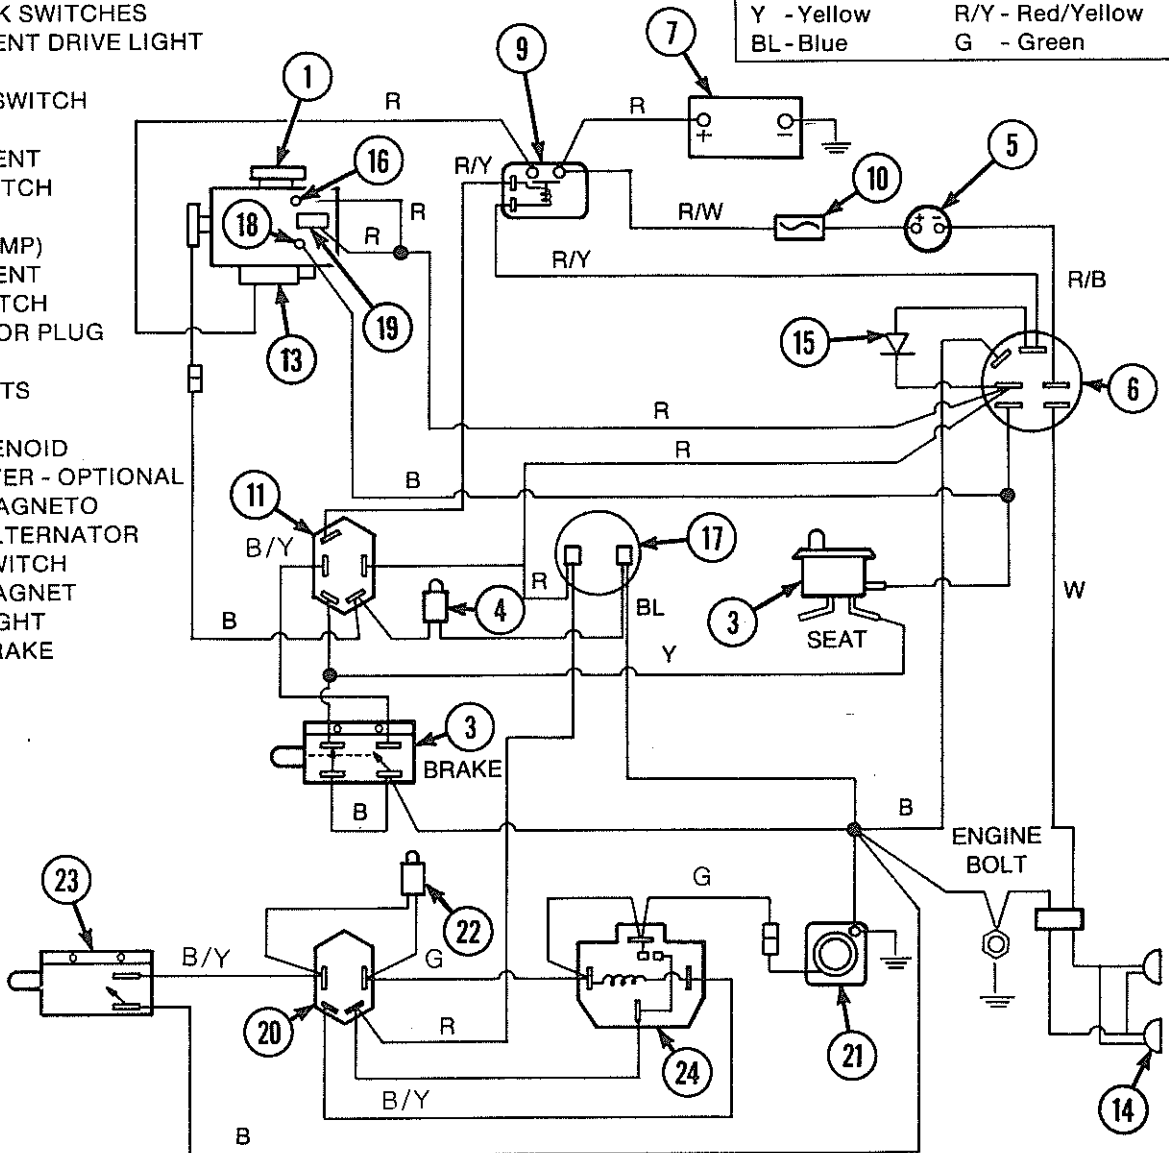 K SWITCHES
ENT DRIVE LIGHT
SWITCH
ENT
TCH
MP)
ENT
TCH
OR PLUG
TS
ENOID
TER - OPTIONAL
AGNETO
LTERNATOR
WITCH
AGNET
GHT
RAKE
Y - Yellow R/Y - Red/Yellow
BL - Blue G - Green
7
9
1
R
R
+ −
5
16
R/Y
10
R
18
R/W
+ −
R
R/Y
R/B
19
15
13
6
R
R
B
11
17
B/Y
R
4
BL
3
W
B
SEAT
Y
3
BRAKE
B
B
ENGINE
BOLT
23
22
G
B/Y
G
20
R
24
21
B/Y
14
B